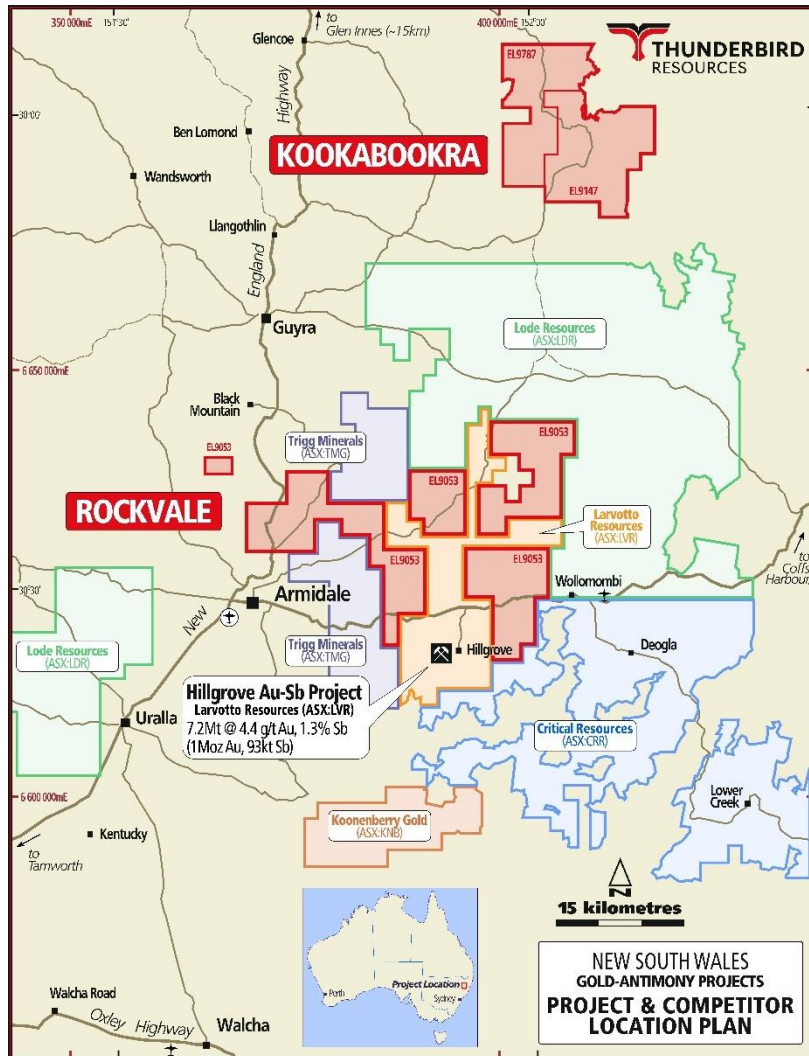 350 000mE
151°30'
to
Glen Innes (~15km)
400 000mE
152°00'
THUNDERBIRD
RESOURCES
Glencoe
EL9787
Highway
30°00'
Ben Lomond
KOOKABOOKRA
Wandsworth
EL9147
Llangothlin
England
Guyra
Lode Resources
(ASX:LDR)
6 650 000mE
Black
Mountain
Trigg Minerals
(ASX:TMG)
EL9053
EL9053
EL9053
ROCKVALE
Larvotto
Resources
(ASX:LVR)
EL9053
EL9053
to
Coffs
Harbour
30°30'
Wollomombi
Armidale
New
Lode Resources
(ASX:LDR)
Trigg Minerals
(ASX:TMG)
Hillgrove
Deogla
Hillgrove Au-Sb Project
Larvotto Resources (ASX:LVR)
7.2Mt @ 4.4 g/t Au, 1.3% Sb
(1Moz Au, 93kt Sb)
Uralla
Critical Resources
(ASX:CRR)
6 600 000mE
Koonenberry Gold
(ASX:KNB)
Lower
Creek
Kentucky
to
Tamworth
N
15 kilometres
Project Location
Perth
Sydney
NEW SOUTH WALES
GOLD-ANTIMONY PROJECTS
PROJECT & COMPETITOR
LOCATION PLAN
Walcha Road
Oxley Highway
Walcha